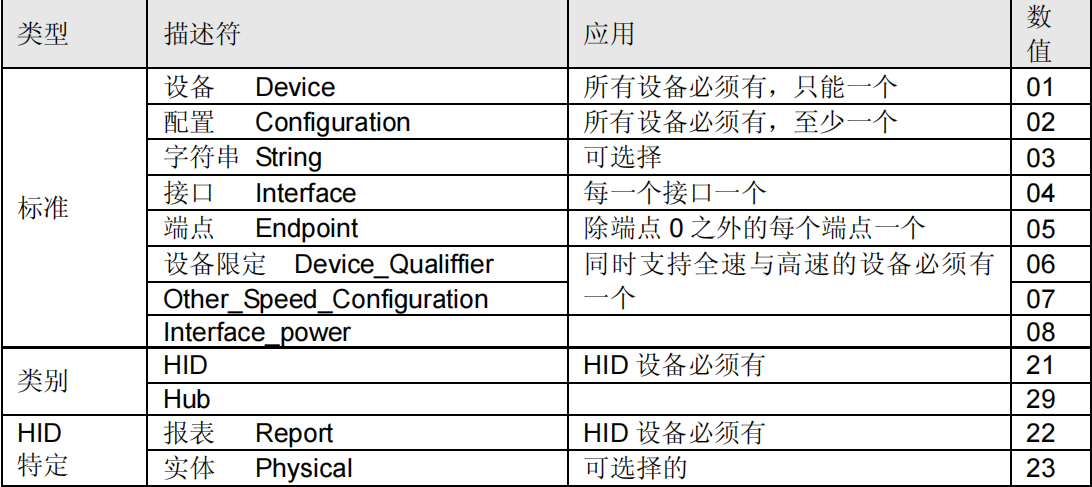 类型 描述符 应用 数值
标准
设备 Device 所有设备必须有，只能一个 01
配置 Configuration 所有设备必须有，至少一个 02
字符串 String 可选择 03
接口 Interface 每一个接口一个 04
端点 Endpoint 除端点 0 之外的每个端点一个 05
设备限定 Device_Qualiffier 同时支持全速与高速的设备必须有一个 06
Other_Speed_Configuration 07
Interface_power 08
类别
HID HID 设备必须有 21
Hub 29
HID 特定
报表 Report HID 设备必须有 22
实体 Physical 可选择的 23